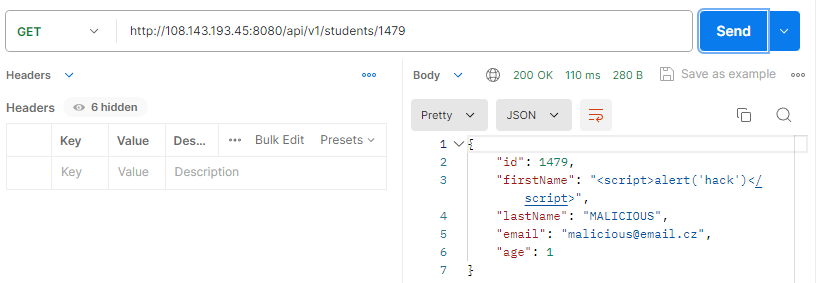 GET http://108.143.193.45:8080/api/v1/students/1479 Send
Headers
Body 200 OK 110 ms 280 B Save as example
Headers 6 hidden
Pretty JSON
Key Value Des... Bulk Edit Presets
Key Value Description
1 {
2 "id": 1479,
3 "firstName": "<script>alert('hack')</
script>",
4 "lastName": "MALICIOUS",
5 "email": "malicious@email.cz",
6 "age": 1
7 }